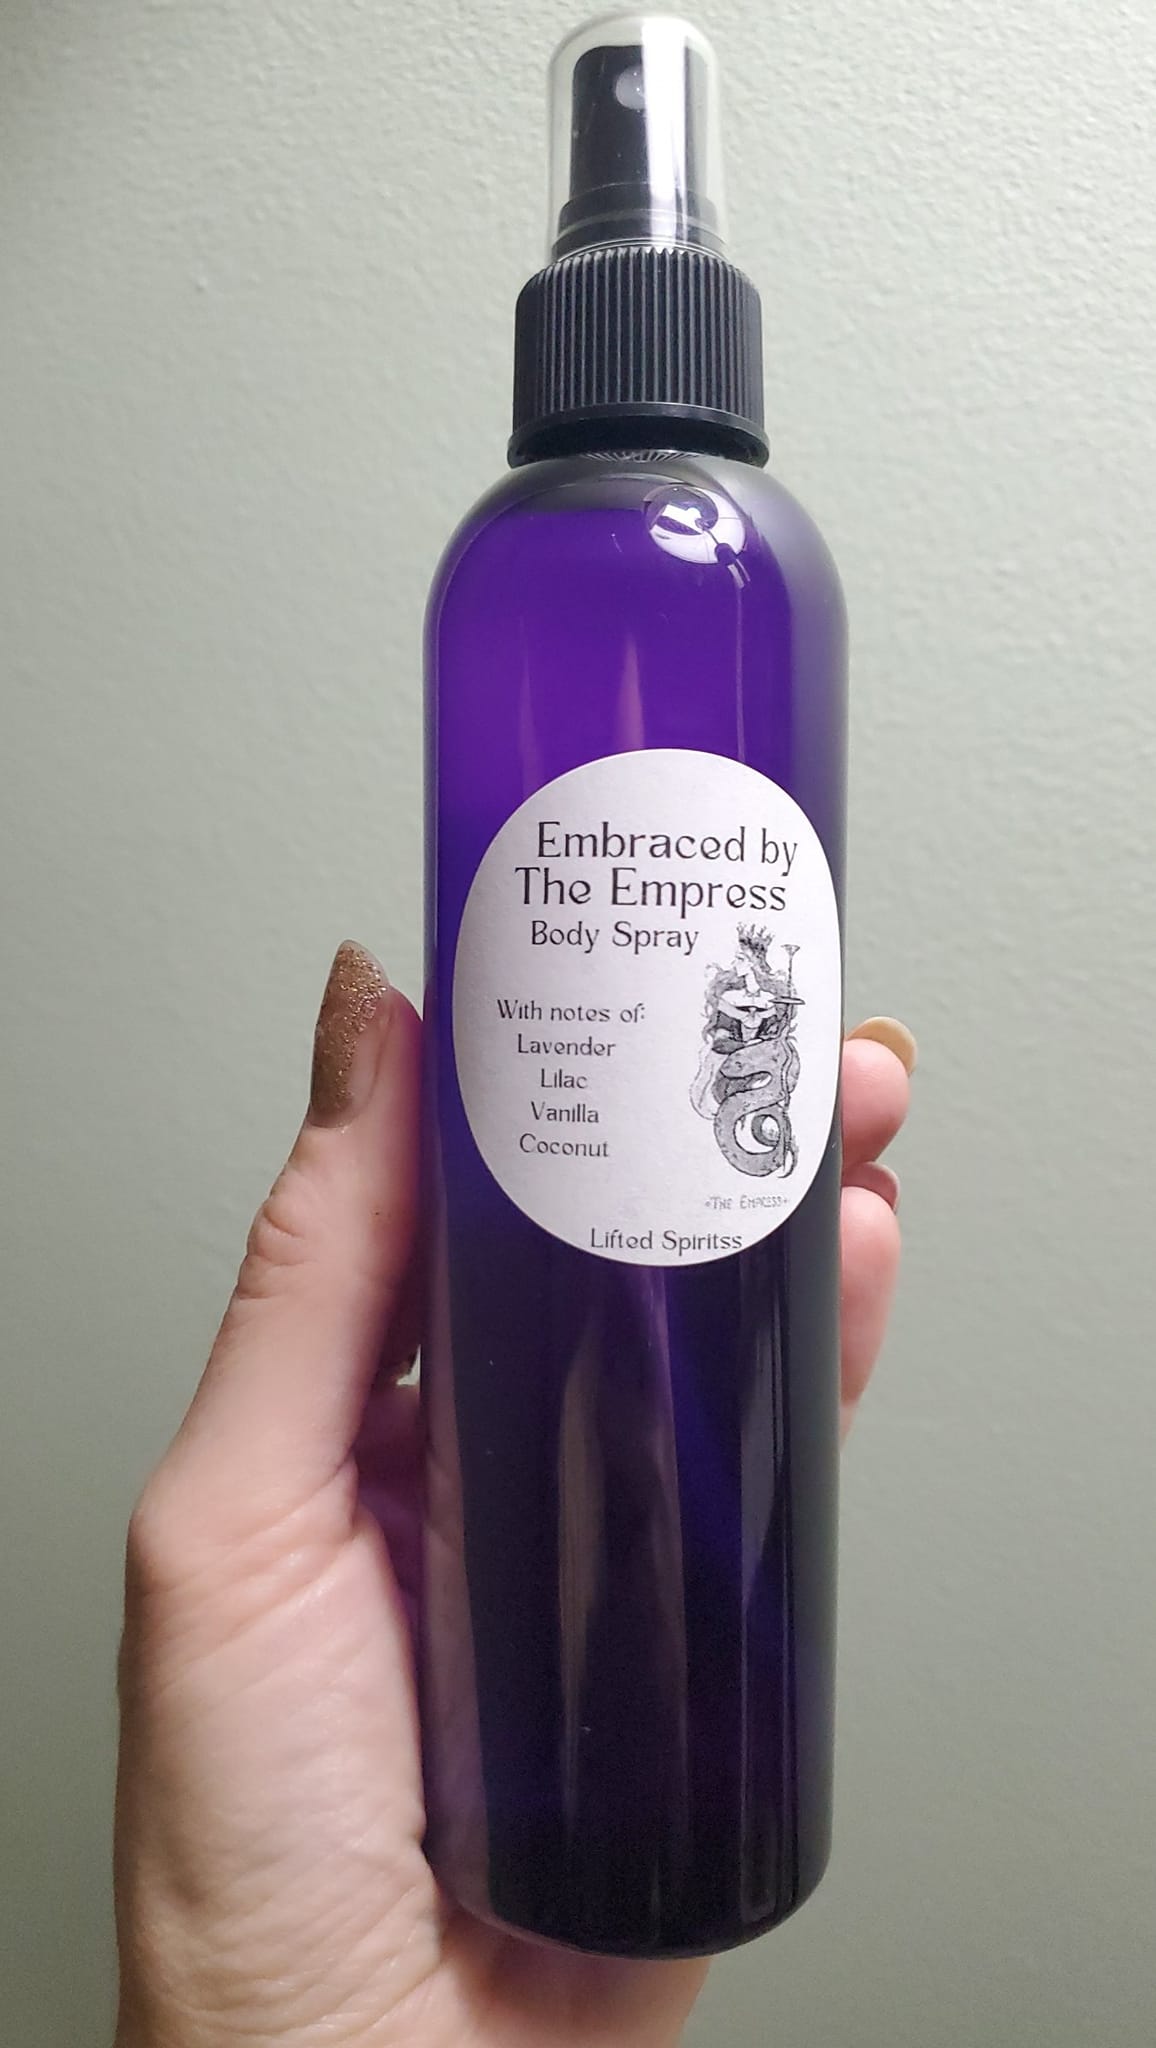 Embraced by
The Empress
Body Spray
With notes of:
Lavender
Lilac
Vanilla
Coconut
+The Empress+
Lifted Spiritss